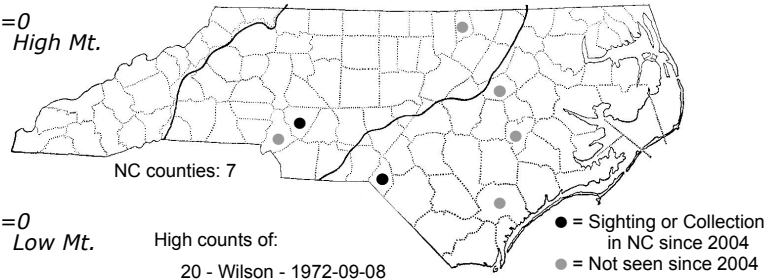 =0
High Mt.
NC counties: 7
=0
Low Mt.
High counts of:
20 - Wilson - 1972-09-08
= Sighting or Collection
in NC since 2004
= Not seen since 2004